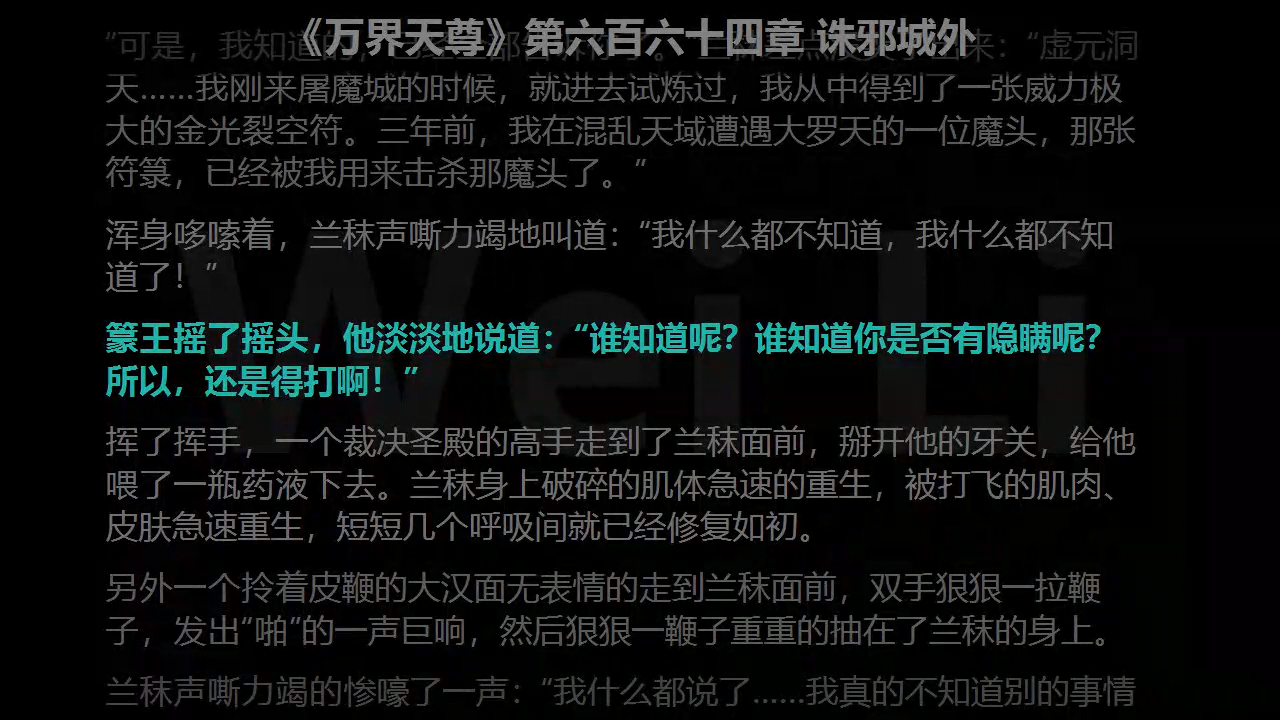 《万界天尊》第六百六十四章 诛邪城外
“可是，我知道的，已经全部告诉你了。”兰秣差点没哭了出来：“虚元洞
天……我刚来屠魔城的时候，就进去试炼过，我从中得到了一张威力极
大的金光裂空符。三年前，我在混乱天域遭遇大罗天的一位魔头，那张
符箓，已经被我用来击杀那魔头了。”
浑身哆嗦着，兰秣声嘶力竭地叫道：“我什么都不知道，我什么都不知
道了！”
篆王摇了摇头，他淡淡地说道：“谁知道呢？谁知道你是否有隐瞒呢？
所以，还是得打啊！”
挥了挥手，一个裁决圣殿的高手走到了兰秣面前，掰开他的牙关，给他
喂了一瓶药液下去。兰秣身上破碎的肌体急速的重生，被打飞的肌肉、
皮肤急速重生，短短几个呼吸间就已经修复如初。
另外一个拎着皮鞭的大汉面无表情的走到兰秣面前，双手狠狠一拉鞭
子，发出“啪”的一声巨响，然后狠狠一鞭子重重的抽在了兰秣的身上。
兰秣声嘶力竭的惨嚎了一声：“我什么都说了……我真的不知道别的事情
Wei Li